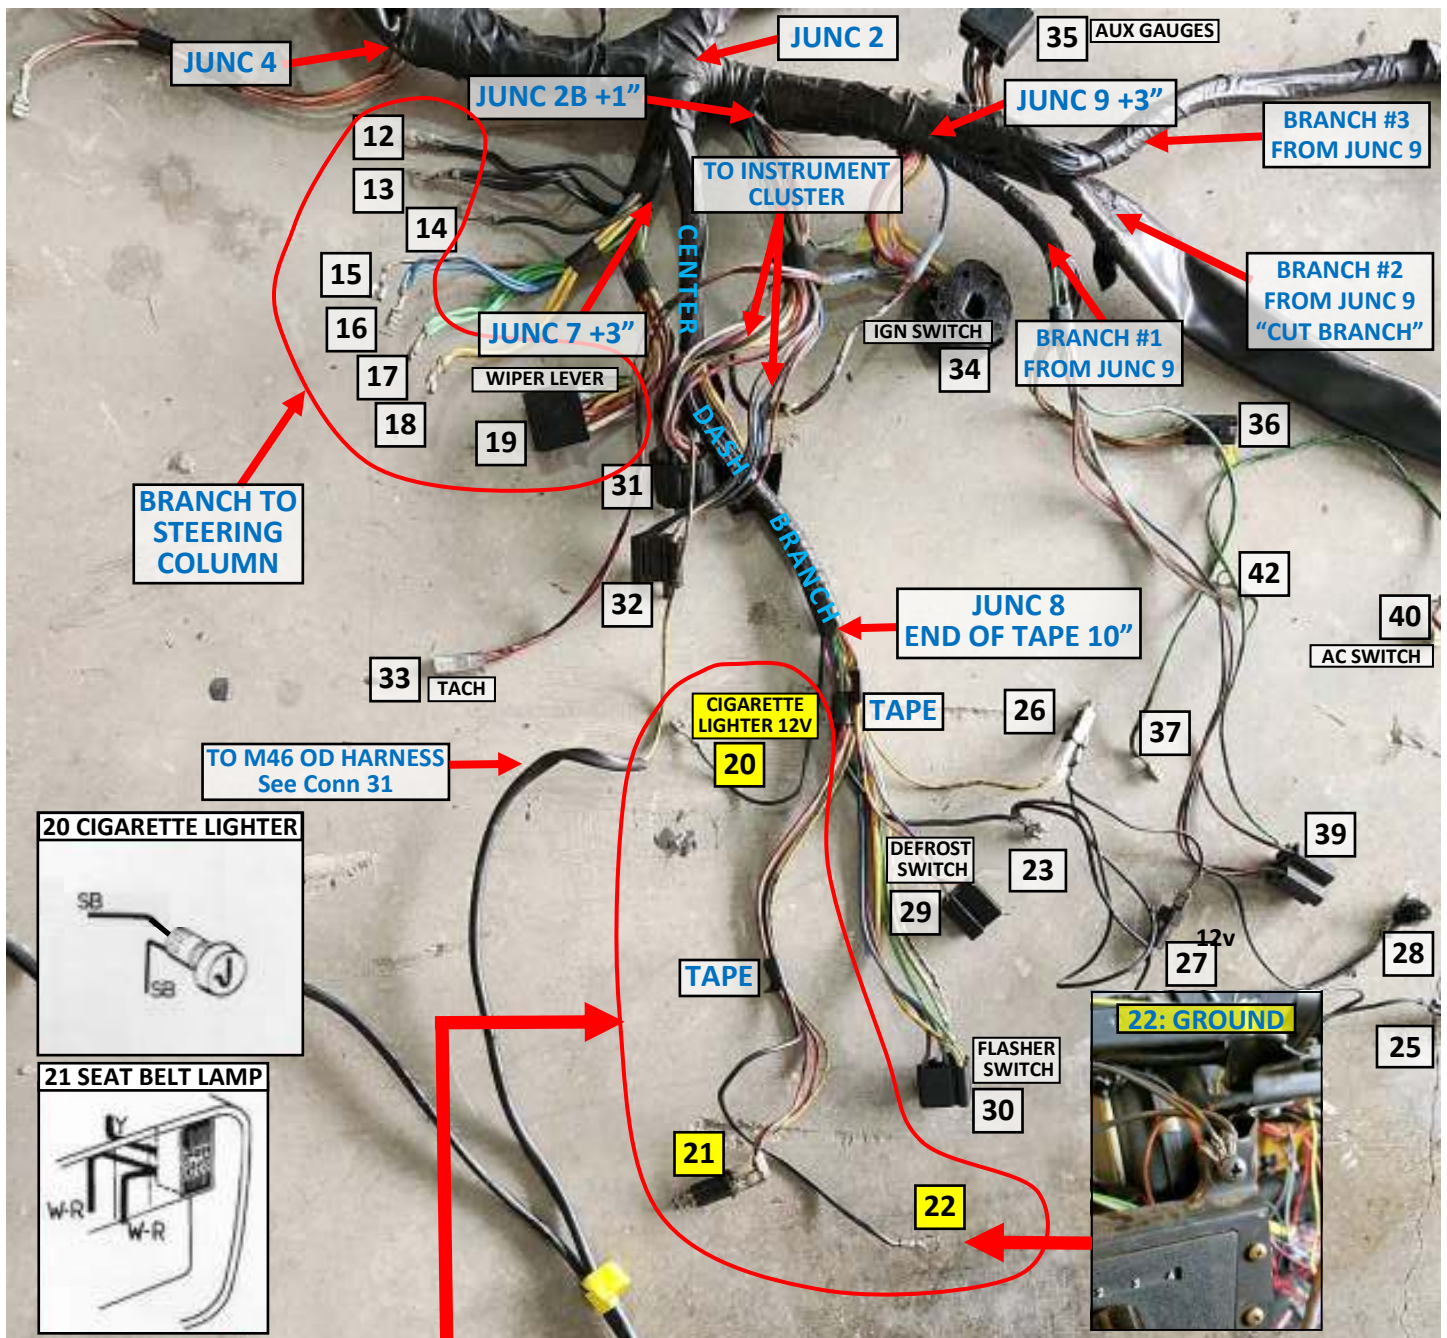 JUNC 4
JUNC 2
35
AUX GAUGES
JUNC 2B +1”
JUNC 9 +3”
BRANCH #3
FROM JUNC 9
12
13
14
TO INSTRUMENT
CLUSTER
CENTER
15
16
17
18
JUNC 7 +3”
WIPER LEVER
19
IGN SWITCH
34
BRANCH #1
FROM JUNC 9
BRANCH #2
FROM JUNC 9
“CUT BRANCH”
36
DASH
BRANCH
31
BRANCH TO
STEERING
COLUMN
32
42
JUNC 8
END OF TAPE 10”
40
AC SWITCH
33
TACH
CIGARETTE
LIGHTER 12V
20
TAPE
26
37
TO M46 OD HARNESS
See Conn 31
20 CIGARETTE LIGHTER
SB
SB
DEFROST
SWITCH
29
23
39
12v
27
28
TAPE
22: GROUND
25
21 SEAT BELT LAMP
Y
W-R
W-R
FLASHER
SWITCH
30
21
22
2
3
4